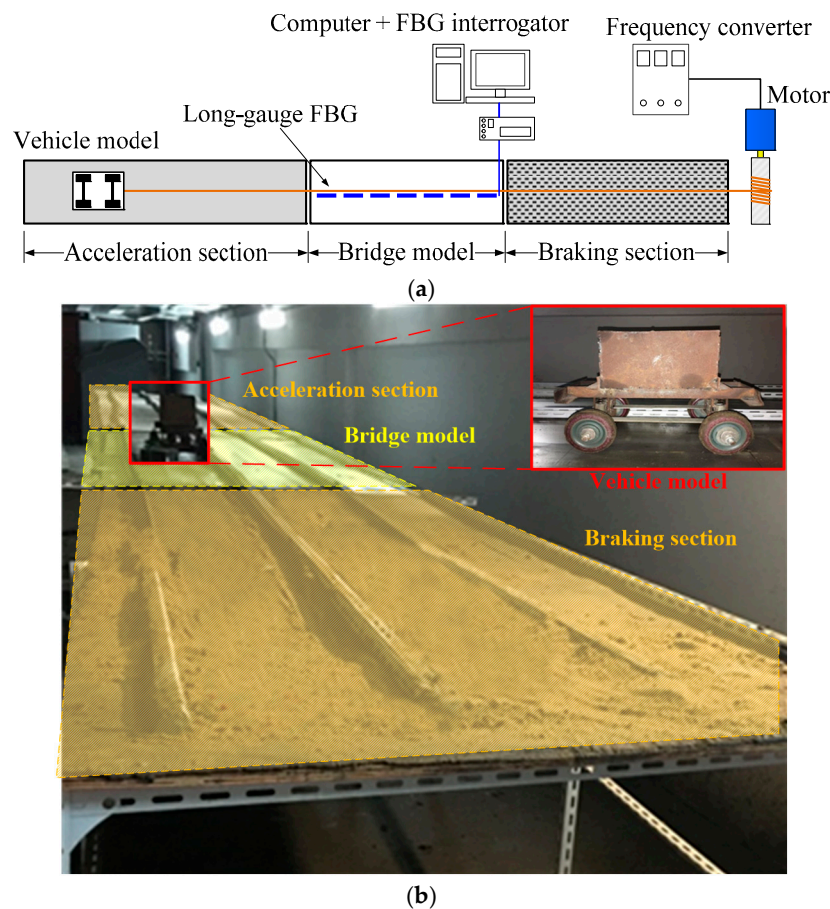 Computer + FBG interrogator
Frequency converter
Motor
Long-gauge FBG
Vehicle model
Acceleration section
Bridge model
Braking section
(a)
Acceleration section
Bridge model
Vehicle model
Braking section
(b)